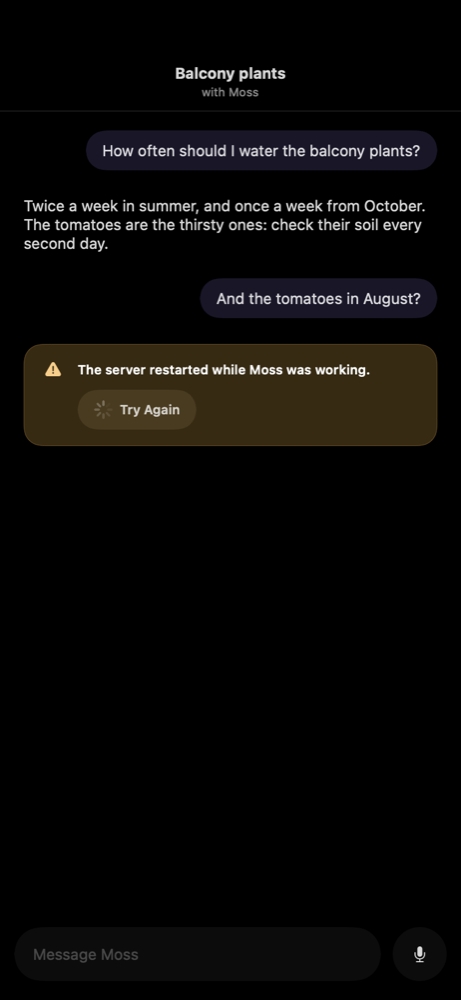 Balcony plants
with Moss
How often should I water the balcony plants?
Twice a week in summer, and once a week from October.
The tomatoes are the thirsty ones: check their soil every
second day.
And the tomatoes in August?
The server restarted while Moss was working.
Try Again
Message Moss